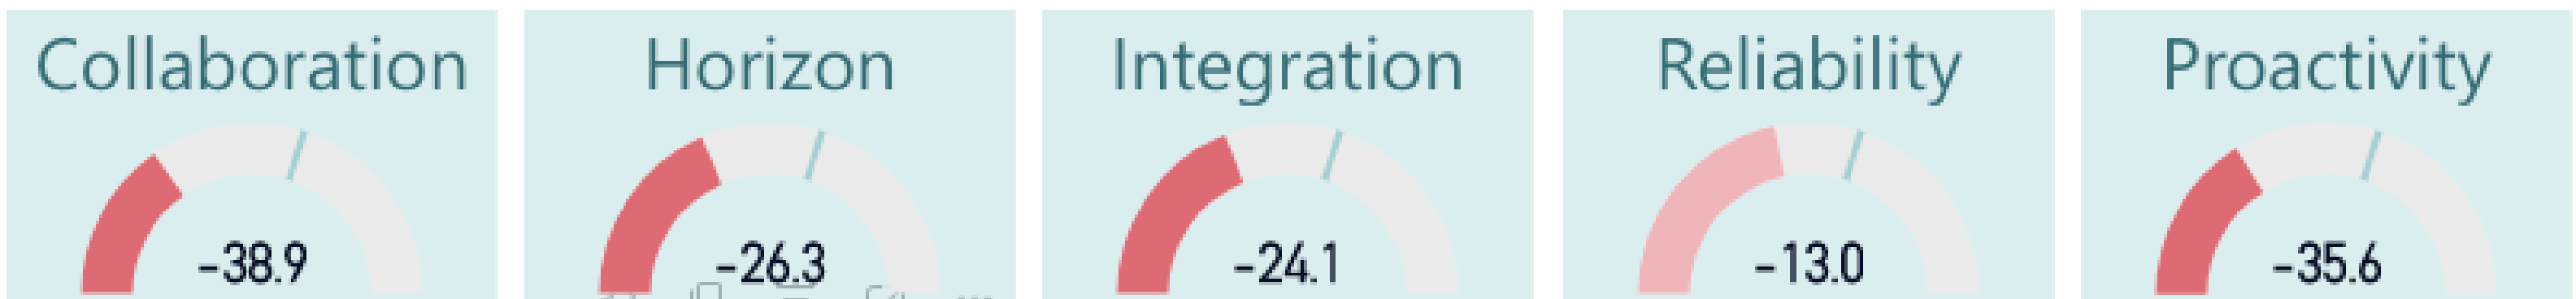 Collaboration
-38.9
Horizon
-26.3
Integration
-24.1
Reliability
-13.0
Proactivity
-35.6